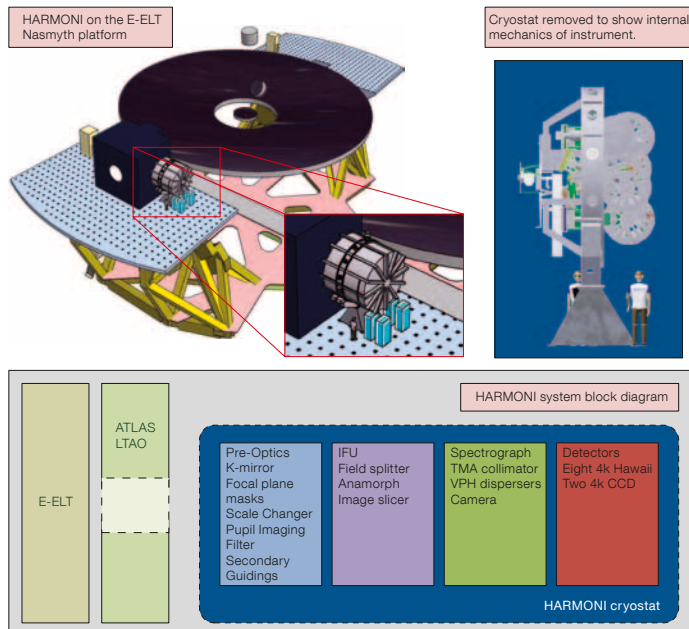 HARMONI on the E-ELT
Nasmyth platform
Cryostat removed to show internal
mechanics of instrument.
HARMONI system block diagram
E-ELT
ATLAS
LTAO
Pre-Optics
K-mirror
Focal plane
masks
Scale Changer
Pupil Imaging
Filter
Secondary
Guidings
IFU
Field splitter
Anamorph
Image slicer
Spectrograph
TMA collimator
VPH dispersers
Camera
Detectors
Eight 4k Hawaii
Two 4k CCD
HARMONI cryostat